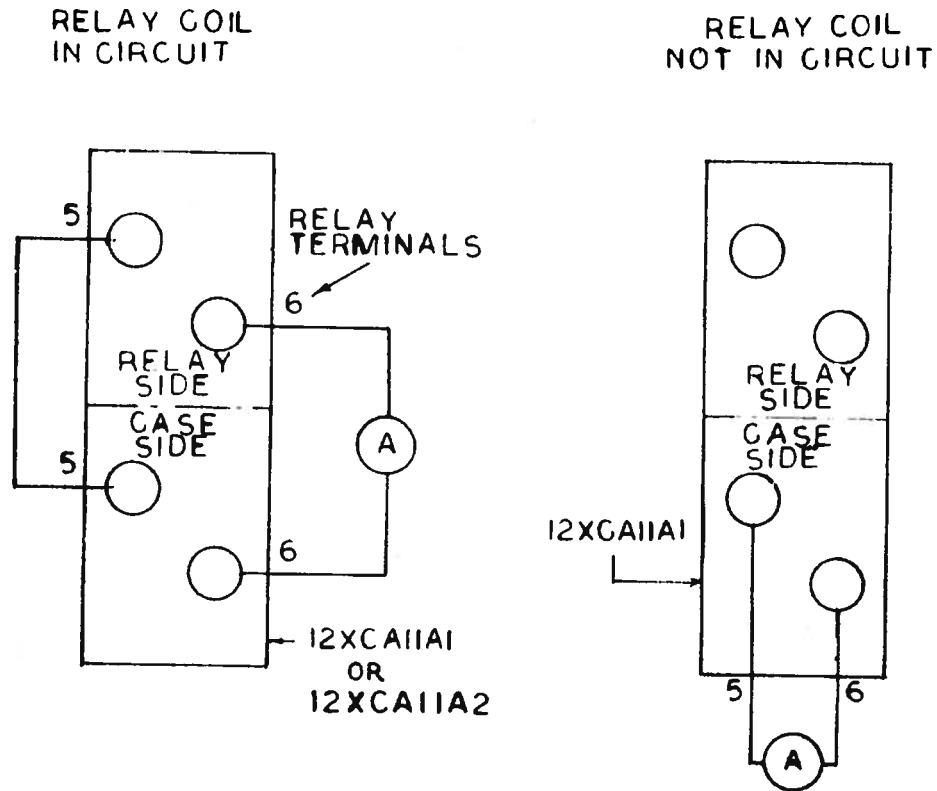 RELAY COIL
IN CIRCUIT
RELAY COIL
NOT IN CIRCUIT
5
RELAY
TERMINALS
6
RELAY
SIDE
CASE
SIDE
5
A
6
12XCA11A1
OR
12XCA11A2
RELAY
SIDE
CASE
SIDE
12XCA11A1
5
6
A